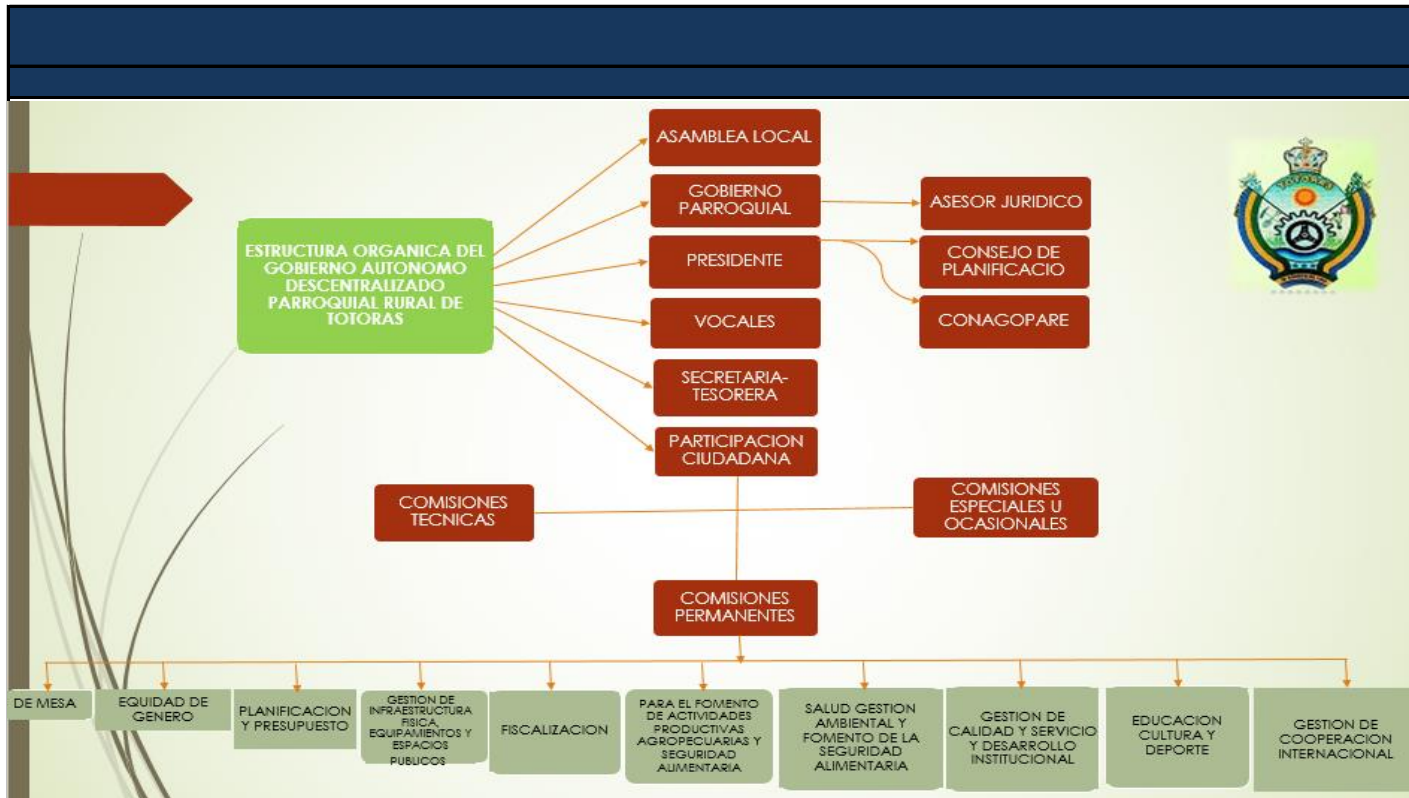 ASAMBLEA LOCAL
GOBIERNO
PARROQUIAL
ASESOR JURIDICO
ESTRUCTURA ORGANICA DEL
GOBIERNO AUTONOMO
DESCENTRALIZADO
PARROQUIAL RURAL DE
TOTORAS
PRESIDENTE
CONSEJO DE
PLANIFICACIO
VOCALES
CONAGOPARE
SECRETARIA-
TESORERA
PARTICIPACION
CIUDADANA
COMISIONES
TECNICAS
COMISIONES
ESPECIALES U
OCASIONALES
COMISIONES
PERMANENTES
DE MESA
EQUIDAD DE
GENERO
PLANIFICACION
Y PRESUPUESTO
GESTION DE
INFRAESTRUCTURA
FISICA,
EQUIPAMIENTOS Y
ESPACIOS
PUBLICOS
FISCALIZACION
PARA EL FOMENTO
DE ACTIVIDADES
PRODUCTIVAS
AGROPECUARIAS Y
SEGURIDAD
AUMENTARIA
SALUD GESTION
AMBIENTAL Y
FOMENTO DE LA
SEGURIDAD
ALIMENTARIA
GESTION DE
CALIDAD Y SERVICIO
Y DESARROLLO
INSTITUCIONAL
EDUCACION
CULTURA Y
DEPORTE
GESTION DE
COOPERACION
INTERNACIONAL
TOTORAS